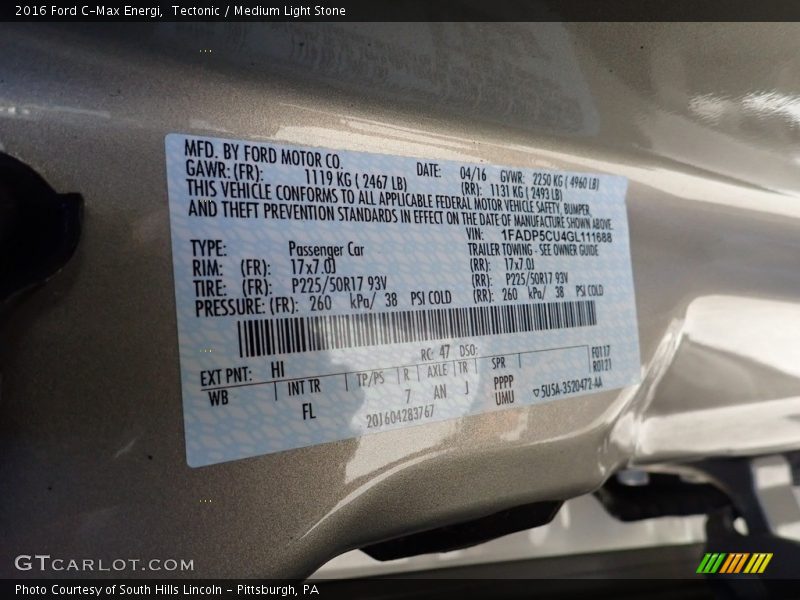 2016 Ford C-Max Energi, Tectonic / Medium Light Stone
MFD. BY FORD MOTOR CO.
DATE: 04/16 GVWR: 2250 KG ( 4960 LB)
GAWR: (FR): 1119 KG ( 2467 LB) (RR): 1131 KG ( 2493 LB)
THIS VEHICLE CONFORMS TO ALL APPLICABLE FEDERAL MOTOR VEHICLE SAFETY, BUMPER,
AND THEFT PREVENTION STANDARDS IN EFFECT ON THE DATE OF MANUFACTURE SHOWN ABOVE.
VIN: 1FADP5CU4GL111688
TYPE: Passenger Car TRAILER TOWING - SEE OWNER GUIDE
RIM: (FR): 17x7.0J (RR): 17x7.0J
TIRE: (FR): P225/50R17 93V (RR): P225/50R17 93V
PRESSURE: (FR): 260 kPa/ 38 PSI COLD (RR): 260 kPa/ 38 PSI COLD
RC: 47 DSO: F0117
EXT PNT: HI R0121
WB INT TR TP/PS R AXLE TR SPR
FL 7 AN J PPPP
UMU
201604283767 ▽5U5A-3520472-AA
GTCARLOT.COM
Photo Courtesy of South Hills Lincoln - Pittsburgh, PA